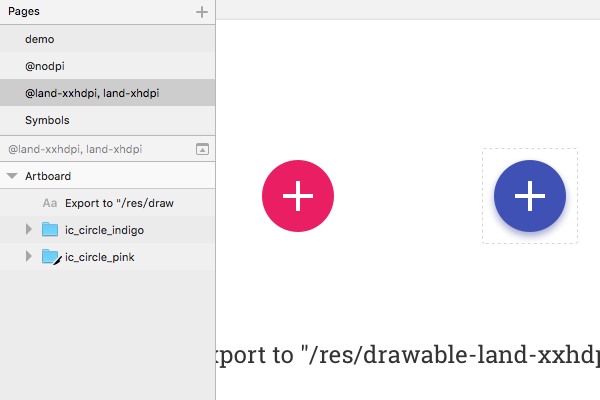 Pages
demo
@nodpi
@land-xxhdpi, land-xhdpi
Symbols
@land-xxhdpi, land-xhdpi
Artboard
Aa Export to "/res/draw
ic_circle_indigo
ic_circle_pink
xport to "/res/drawable-land-xxhdp